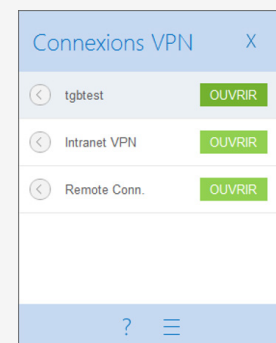 Connexions VPN X
tgbtest OUVRIR
Intranet VPN OUVRIR
Remote Conn. OUVRIR
?